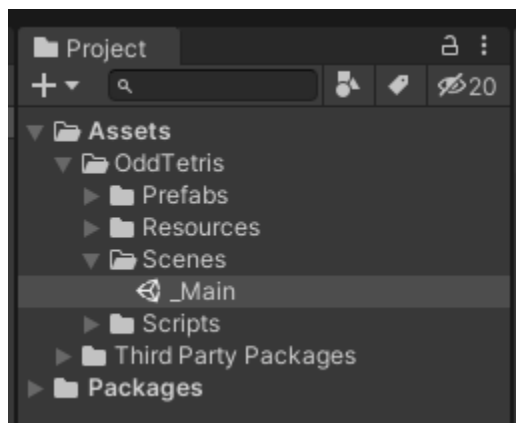 Project
20
Assets
OddTetris
Prefabs
Resources
Scenes
_Main
Scripts
Third Party Packages
Packages